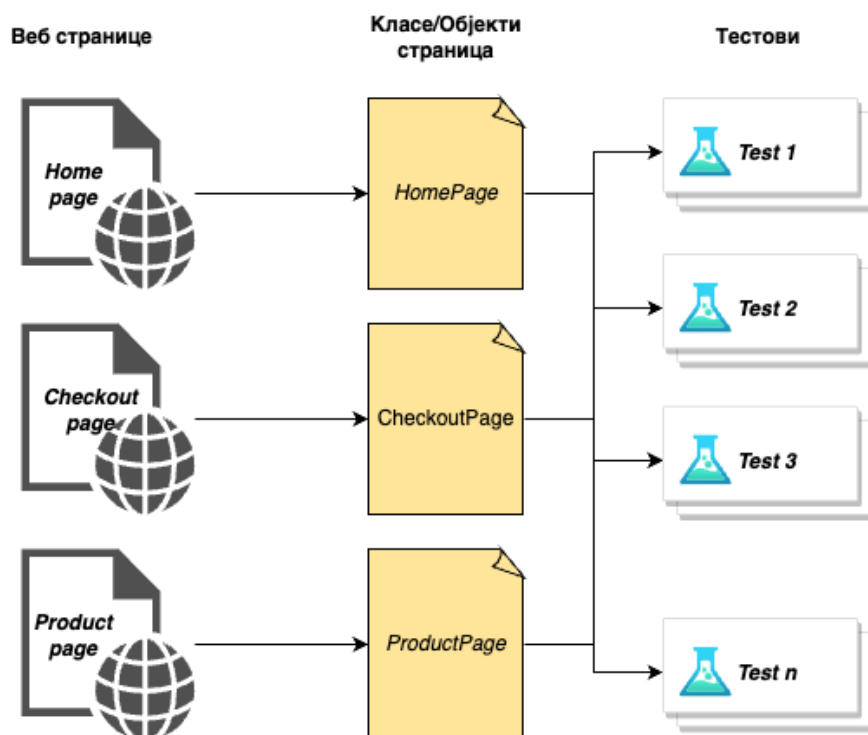 Веб странице
Класе/Објекти
страница
Тестови
Home
page
HomePage
Test 1
Test 2
Checkout
page
CheckoutPage
Test 3
Product
page
ProductPage
Test n